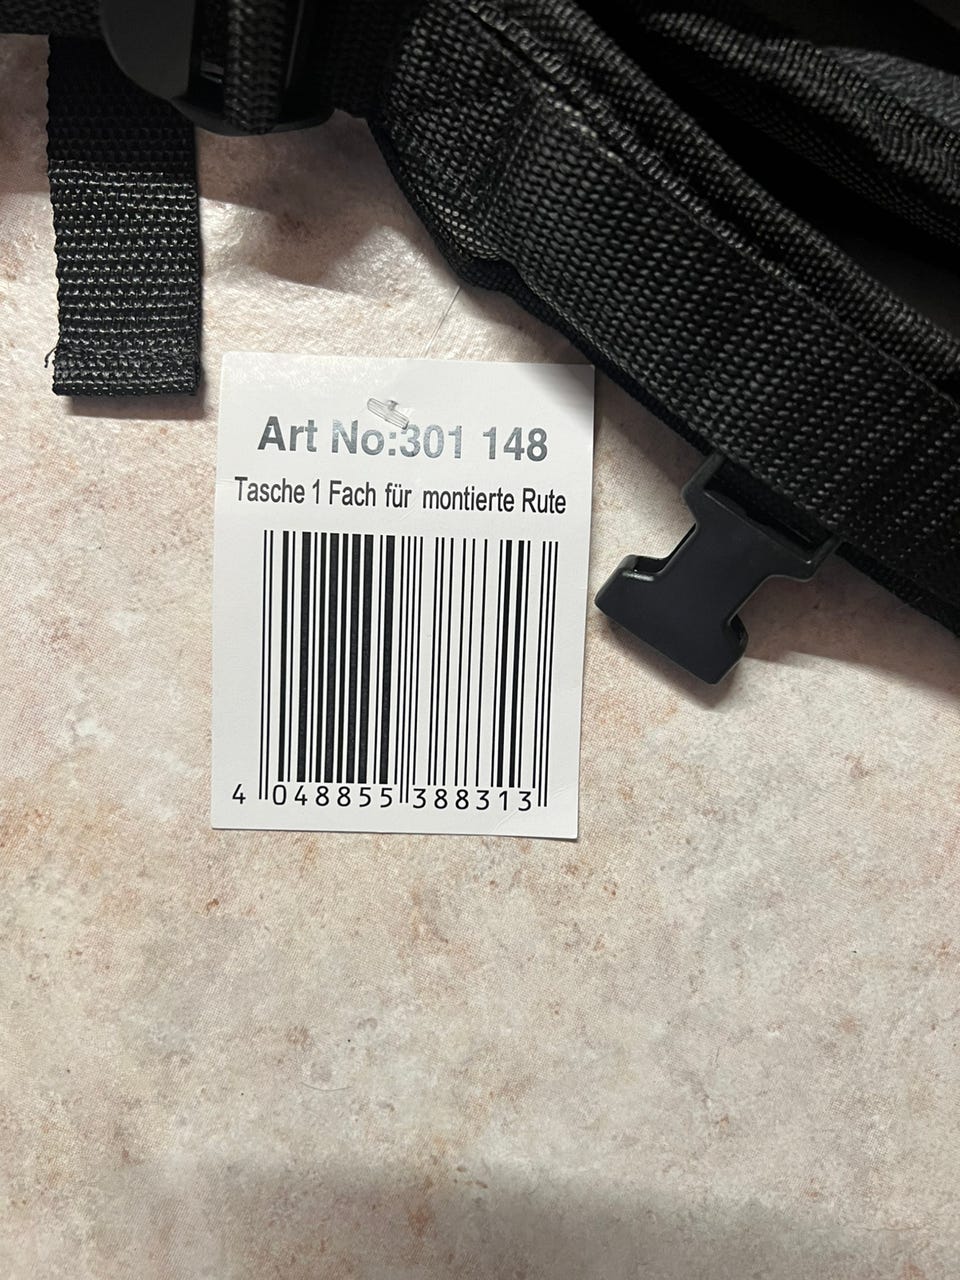 Art No:301 148
Tasche 1 Fach für montierte Rute
4 048855 388313